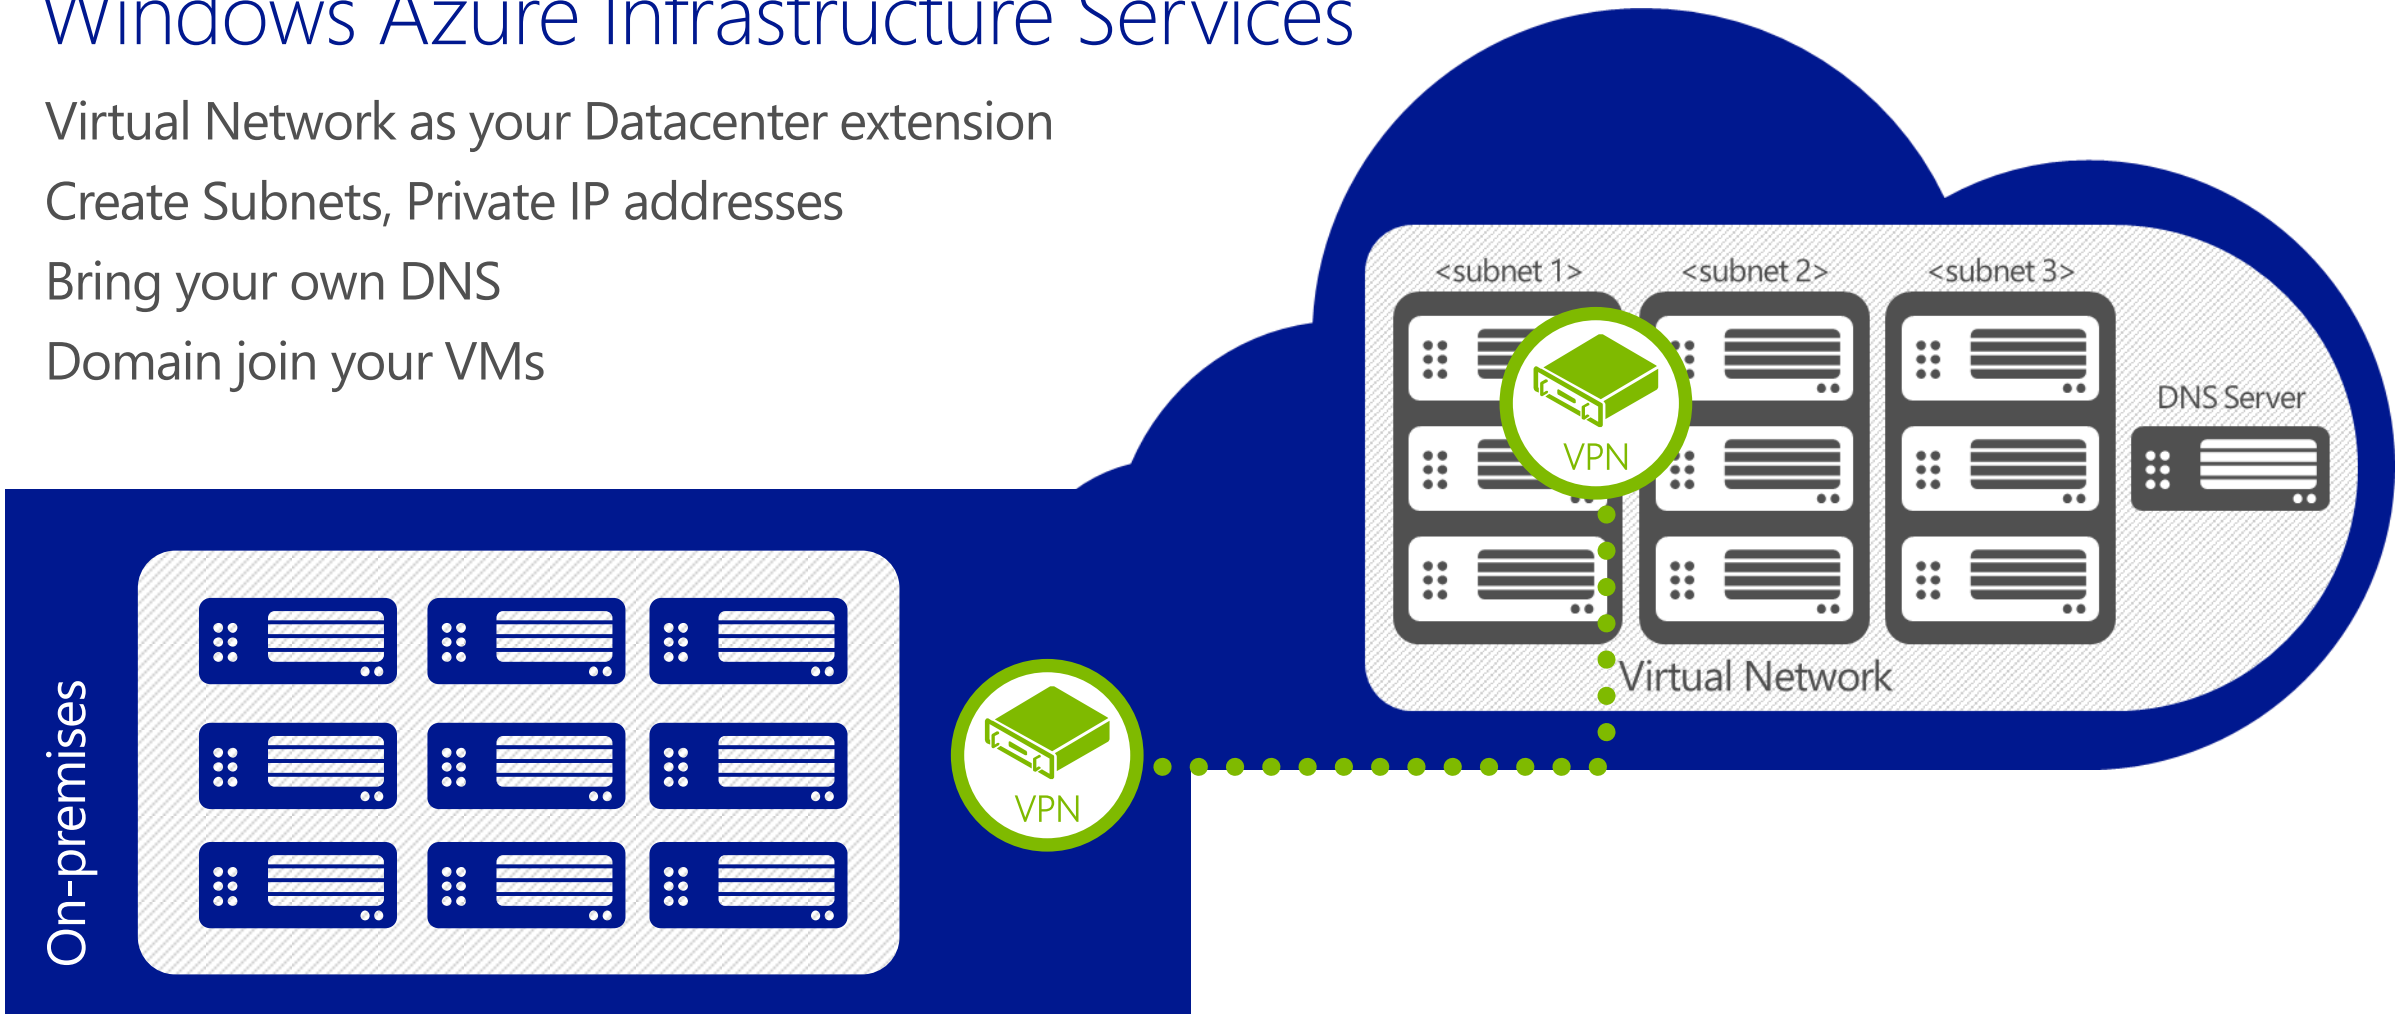 Windows Azure Infrastructure Services
Virtual Network as your Datacenter extension
Create Subnets, Private IP addresses
Bring your own DNS
Domain join your VMs
<subnet 1>
<subnet 2>
<subnet 3>
VPN
DNS Server
Virtual Network
On-premises
VPN